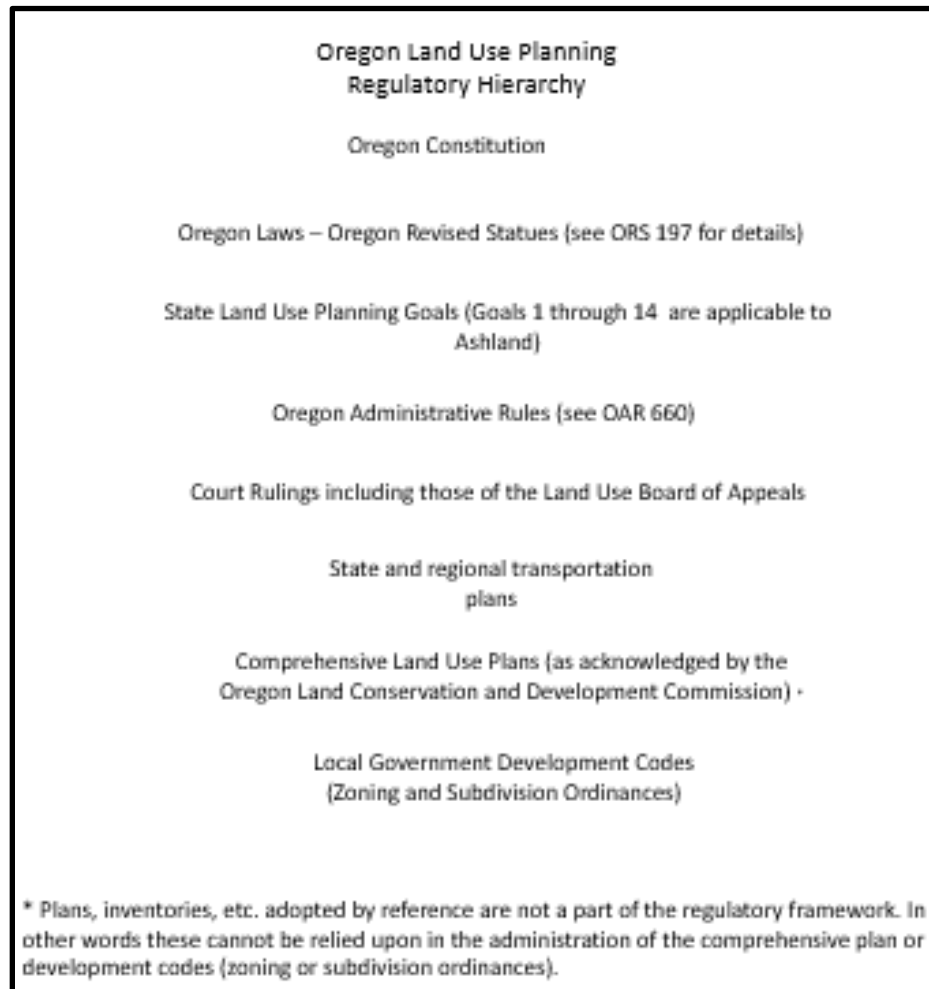 Oregon Land Use Planning
Regulatory Hierarchy
Oregon Constitution
Oregon Laws – Oregon Revised Statues (see ORS 197 for details)
State Land Use Planning Goals (Goals 1 through 14 are applicable to
Ashland)
Oregon Administrative Rules (see OAR 660)
Court Rulings including those of the Land Use Board of Appeals
State and regional transportation
plans
Comprehensive Land Use Plans (as acknowledged by the
Oregon Land Conservation and Development Commission) *
Local Government Development Codes
(Zoning and Subdivision Ordinances)
* Plans, inventories, etc. adopted by reference are not a part of the regulatory framework. In
other words these cannot be relied upon in the administration of the comprehensive plan or
development codes (zoning or subdivision ordinances).